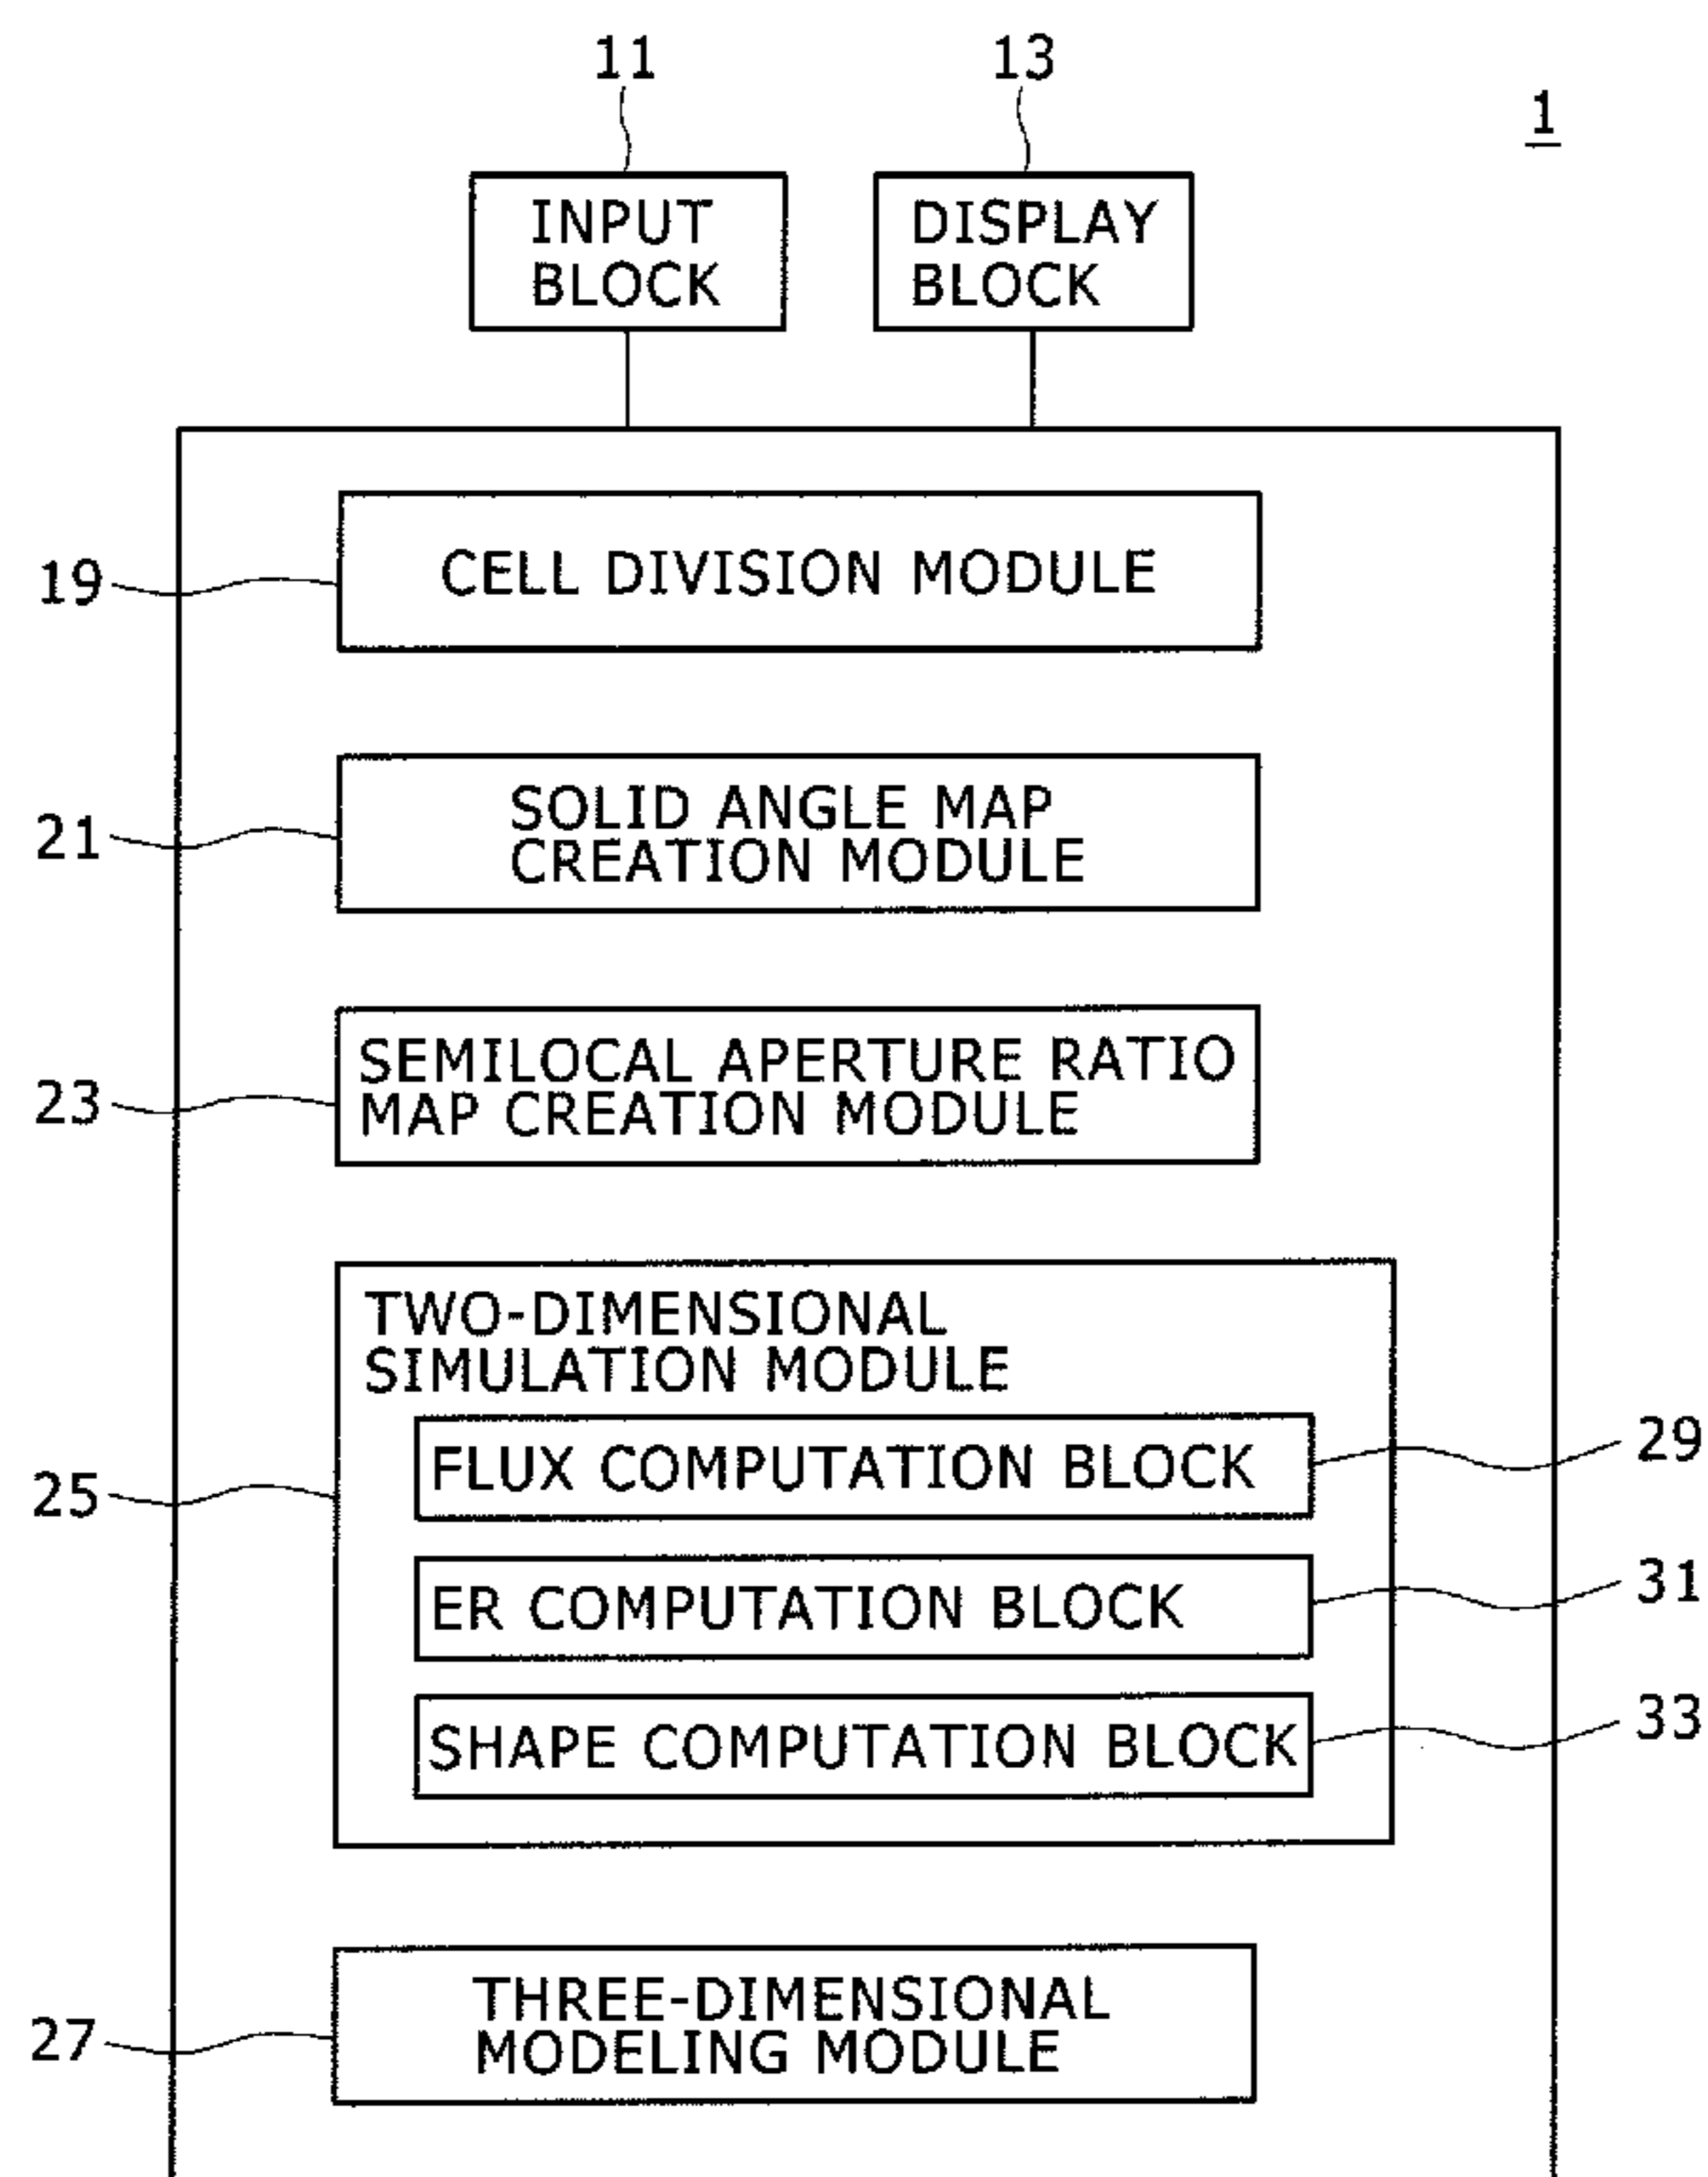 11
13
1
INPUT
BLOCK
DISPLAY
BLOCK
19
CELL DIVISION MODULE
21
SOLID ANGLE MAP
CREATION MODULE
23
SEMILOCAL APERTURE RATIO
MAP CREATION MODULE
25
TWO-DIMENSIONAL
SIMULATION MODULE
FLUX COMPUTATION BLOCK
29
ER COMPUTATION BLOCK
31
SHAPE COMPUTATION BLOCK
33
27
THREE-DIMENSIONAL
MODELING MODULE